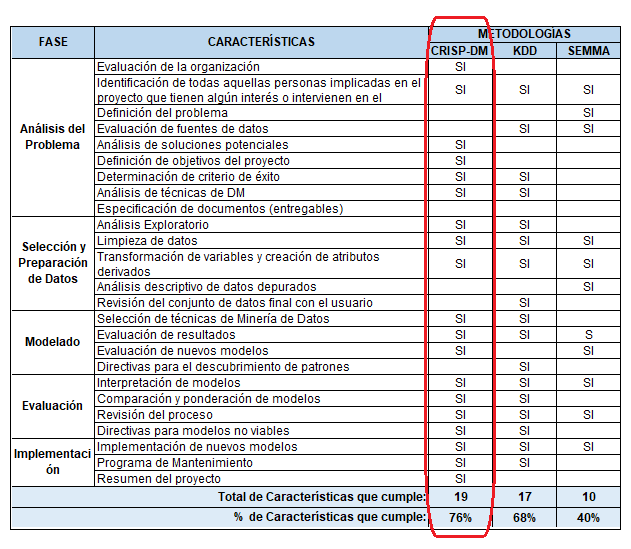 FASE CARACTERÍSTICAS METODOLOGÍAS
CRISP-DM KDD SEMMA
Análisis del Problema
Evaluación de la organización SI
Identificación de todas aquellas personas implicadas en el
proyecto que tienen algún interés o intervienen en el SI SI SI
Definición del problema SI
Evaluación de fuentes de datos SI SI
Análisis de soluciones potenciales SI
Definición de objetivos del proyecto SI
Determinación de criterio de éxito SI SI
Análisis de técnicas de DM SI SI
Especificación de documentos (entregables)
Selección y Preparación de Datos
Análisis Exploratorio SI SI
Limpieza de datos SI SI SI
Transformación de variables y creación de atributos
derivados SI SI SI
Análisis descriptivo de datos depurados SI
Revisión del conjunto de datos final con el usuario SI
Modelado
Selección de técnicas de Minería de Datos SI SI
Evaluación de resultados SI SI S
Evaluación de nuevos modelos SI SI
Directivas para el descubrimiento de patrones SI
Evaluación
Interpretación de modelos SI SI SI
Comparación y ponderación de modelos SI SI
Revisión del proceso SI SI SI
Directivas para modelos no viables SI SI
Implementaci
ón
Implementación de nuevos modelos SI SI SI
Programa de Mantenimiento SI SI
Resumen del proyecto SI
Total de Características que cumple: 19 17 10
% de Características que cumple: 76% 68% 40%